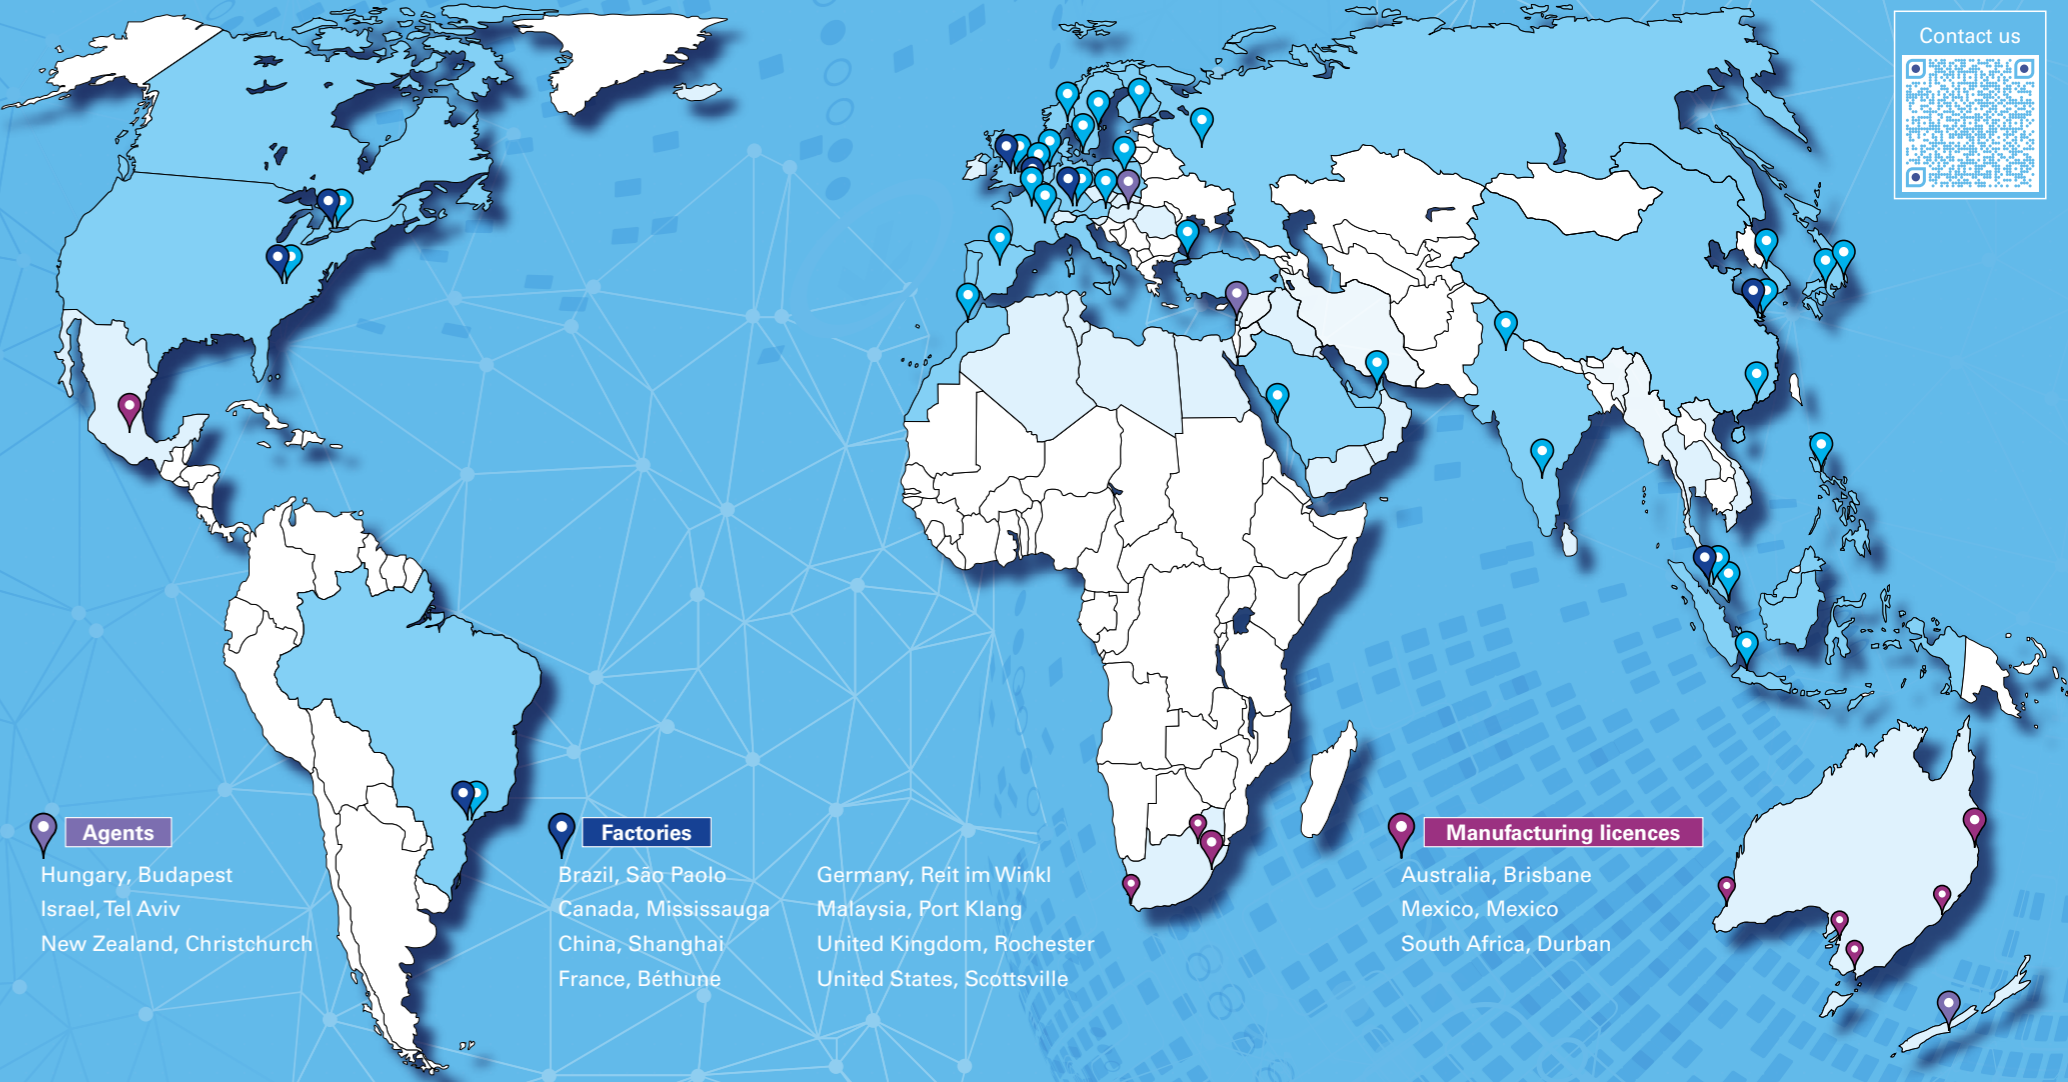 Contact us
Agents
Hungary, Budapest
Israel, Tel Aviv
New Zealand, Christchurch
Factories
Brazil, São Paolo
Canada, Mississauga
China, Shanghai
France, Béthune
Germany, Reit im Winkl
Malaysia, Port Klang
United Kingdom, Rochester
United States, Scottsville
Manufacturing licences
Australia, Brisbane
Mexico, Mexico
South Africa, Durban